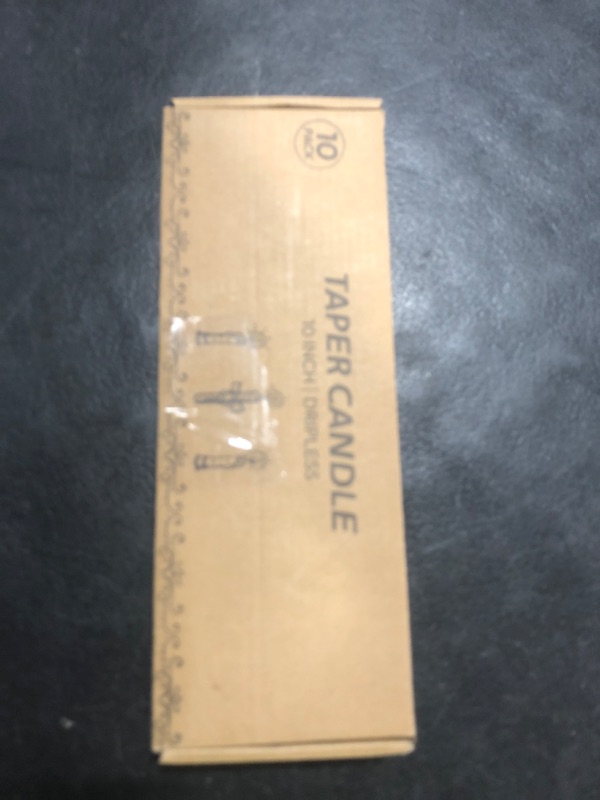 10
PACK
TAPER CANDLE
10 INCH | DRIPLESS